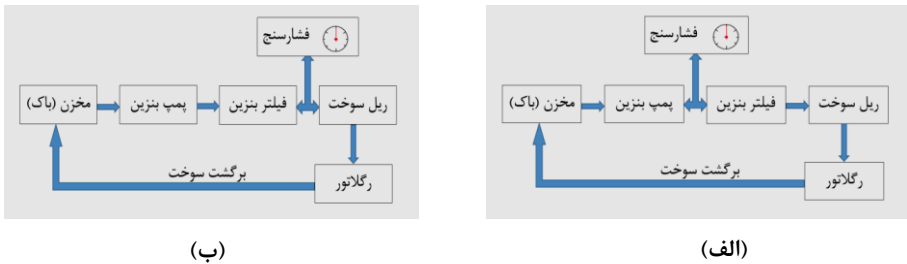 فشارسنج
ریل سوخت
فیلتر بنزین
پمپ بنزین
مخزن (باک)
برگشت سوخت
رگلاتور
(الف)
فشارسنج
ریل سوخت
فیلتر بنزین
پمپ بنزین
مخزن (باک)
برگشت سوخت
رگلاتور
(ب)